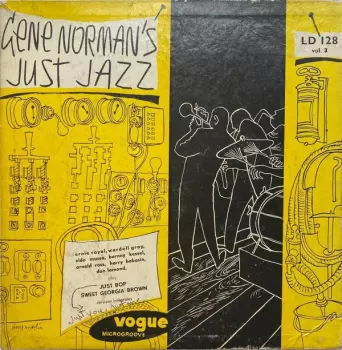 Gene Norman's
Just Jazz
LD 128
vol. 3
ernie royal, wardell gray,
vido musso, barney kessel,
arnold ross, harry babasin,
don lamond.
JUST BOP
SWEET GEORGIA BROWN
vogue
MICROGROOVE